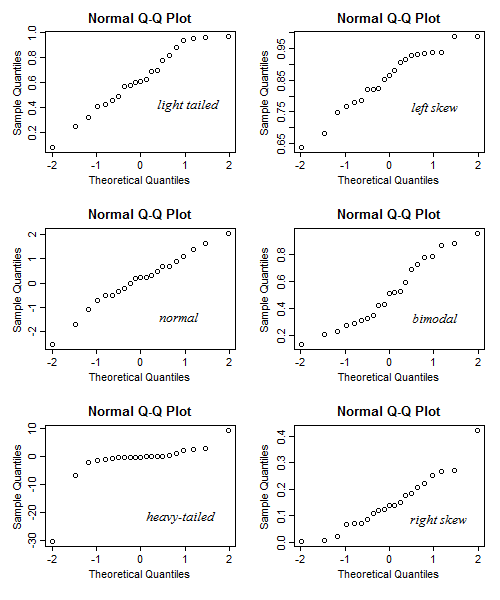 Normal Q-Q Plot
Sample Quantiles
0.2 0.4 0.6 0.8 1.0
light tailed
-2 -1 0 1 2
Theoretical Quantiles
Normal Q-Q Plot
Sample Quantiles
0.65 0.75 0.85 0.95
left skew
-2 -1 0 1 2
Theoretical Quantiles
Normal Q-Q Plot
Sample Quantiles
-2 -1 0 1 2
normal
-2 -1 0 1 2
Theoretical Quantiles
Normal Q-Q Plot
Sample Quantiles
0.2 0.4 0.6 0.8
bimodal
-2 -1 0 1 2
Theoretical Quantiles
Normal Q-Q Plot
Sample Quantiles
-30 -20 -10 0 10
heavy-tailed
-2 -1 0 1 2
Theoretical Quantiles
Normal Q-Q Plot
Sample Quantiles
0.0 0.1 0.2 0.3 0.4
right skew
-2 -1 0 1 2
Theoretical Quantiles